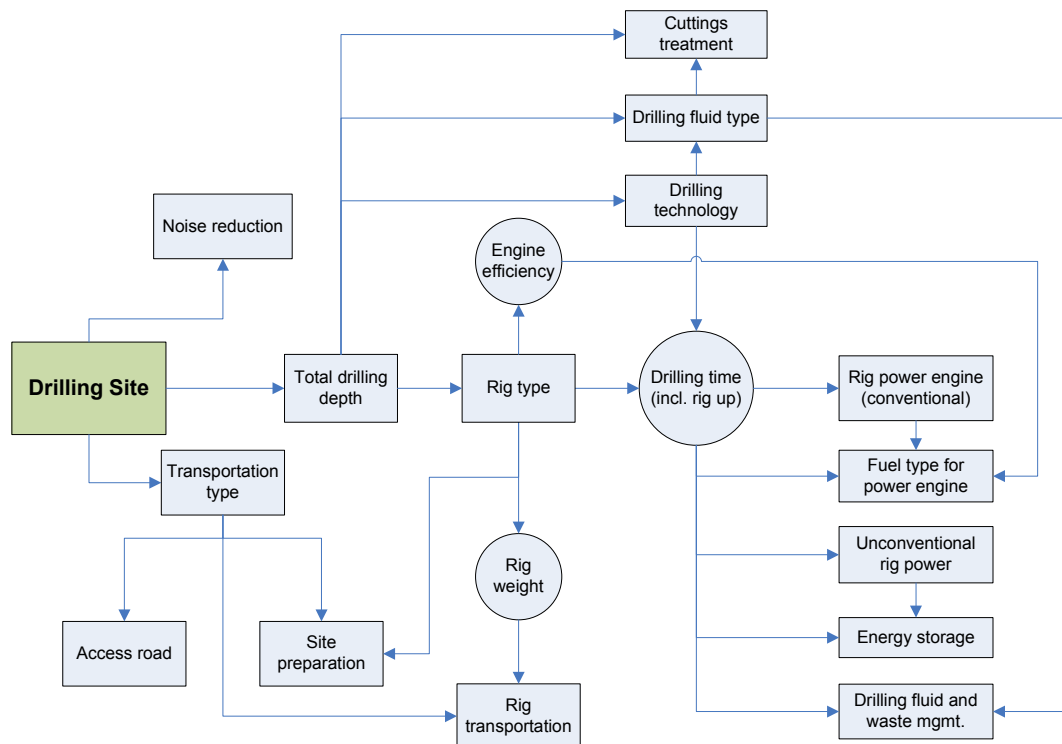 Cuttings
treatment
Drilling fluid type
Drilling
technology
Noise reduction
Engine
efficiency
Drilling Site
Total drilling
depth
Rig type
Drilling time
(incl. rig up)
Rig power engine
(conventional)
Transportation
type
Fuel type for
power engine
Unconventional
rig power
Rig
weight
Access road
Site
preparation
Energy storage
Rig
transportation
Drilling fluid and
waste mgmt.